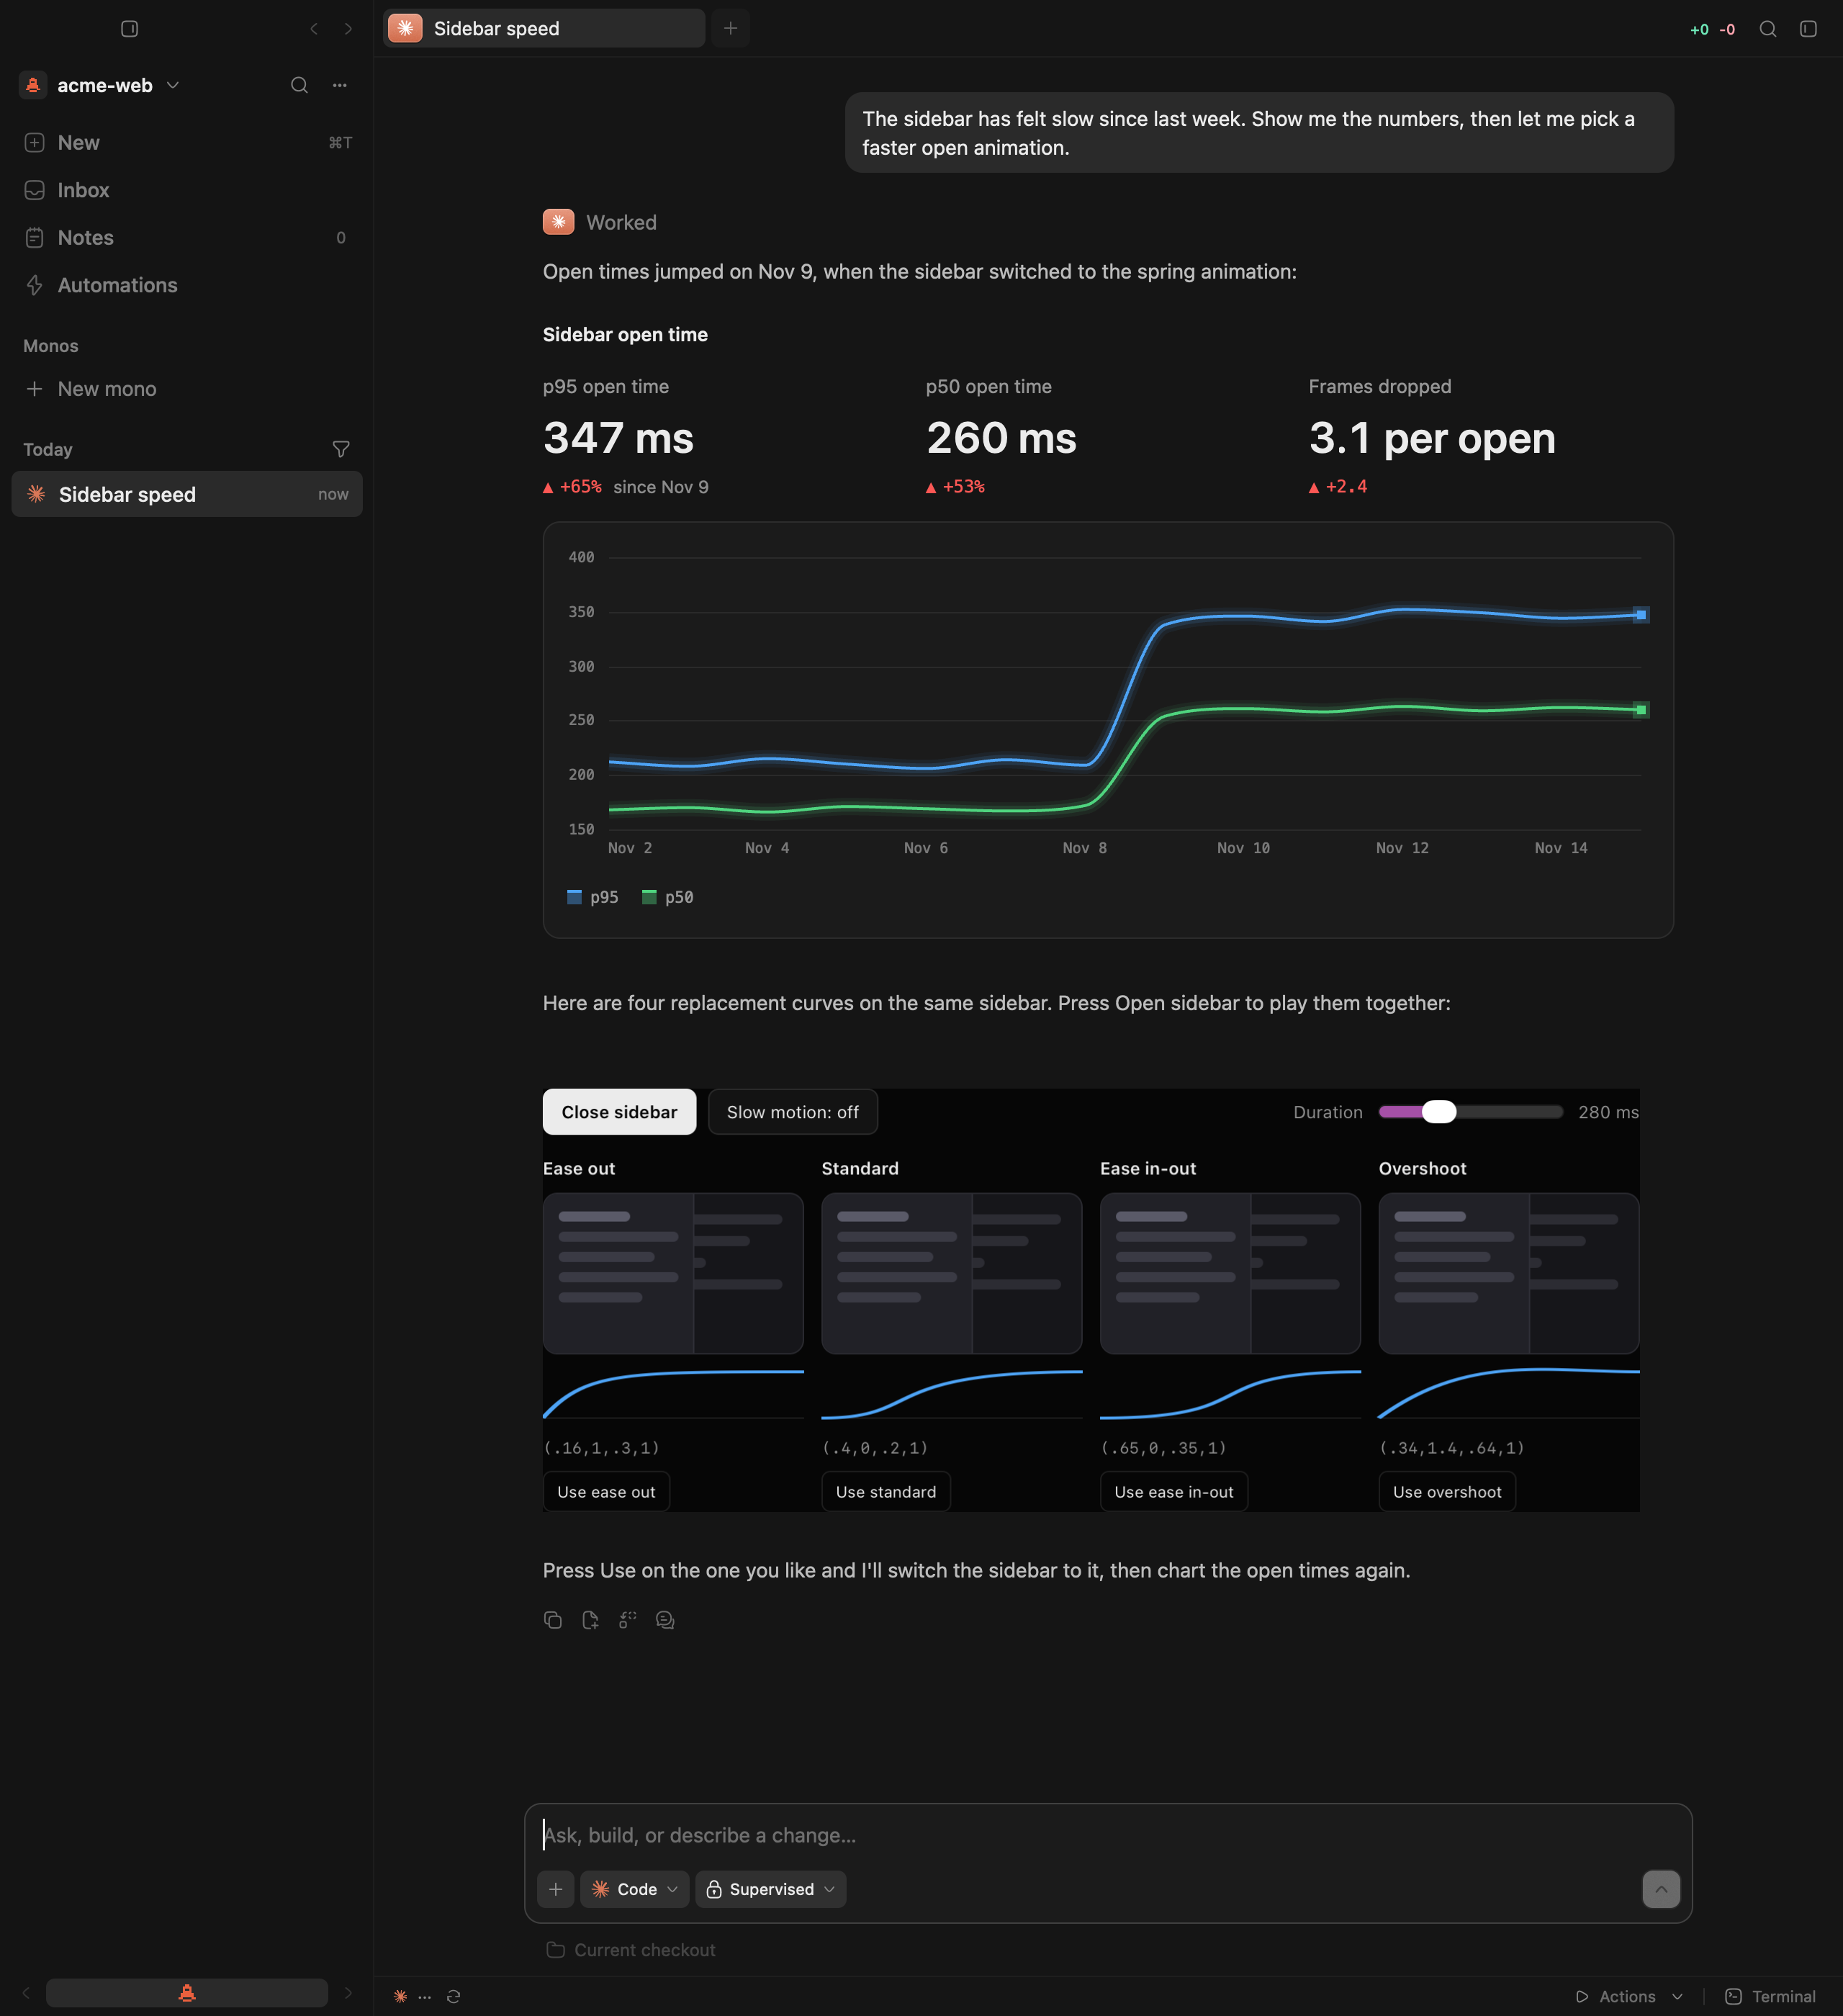 Sidebar speed
+0 -0
acme-web
New ⌘T
Inbox
Notes 0
Automations
Monos
New mono
Today
Sidebar speed now
The sidebar has felt slow since last week. Show me the numbers, then let me pick a
faster open animation.
Worked
Open times jumped on Nov 9, when the sidebar switched to the spring animation:
Sidebar open time
p95 open time
347 ms
▲ +65% since Nov 9
p50 open time
260 ms
▲ +53%
Frames dropped
3.1 per open
▲ +2.4
400
350
300
250
200
150
Nov 2 Nov 4 Nov 6 Nov 8 Nov 10 Nov 12 Nov 14
p95 p50
Here are four replacement curves on the same sidebar. Press Open sidebar to play them together:
Close sidebar Slow motion: off Duration 280 ms
Ease out Standard Ease in-out Overshoot
(.16,1,.3,1) (.4,0,.2,1) (.65,0,.35,1) (.34,1.4,.64,1)
Use ease out Use standard Use ease in-out Use overshoot
Press Use on the one you like and I'll switch the sidebar to it, then chart the open times again.
Ask, build, or describe a change...
Code Supervised
Current checkout
Actions Terminal